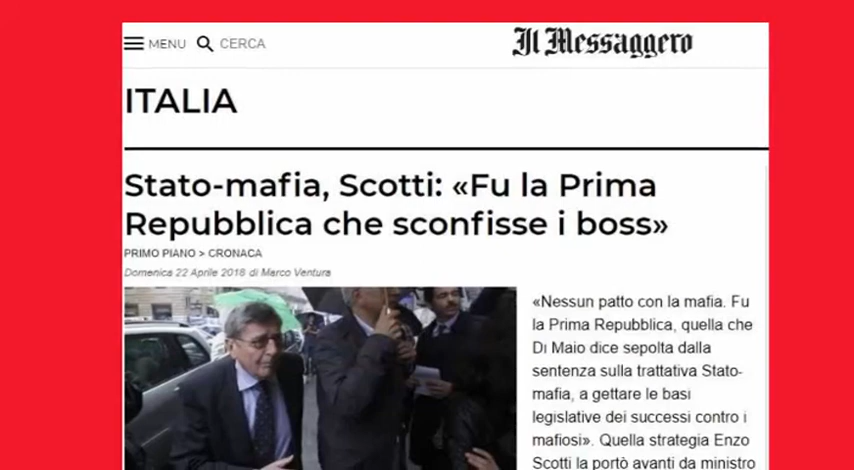 MENU CERCA Il Messaggero
ITALIA
Stato-mafia, Scotti: «Fu la Prima
Repubblica che sconfisse i boss»
PRIMO PIANO > CRONACA
Domenica 22 Aprile 2018 di Marco Ventura
«Nessun patto con la mafia. Fu
la Prima Repubblica, quella che
Di Maio dice sepolta dalla
sentenza sulla trattativa Stato-
mafia, a gettare le basi
legislative dei successi contro i
mafiosi». Quella strategia Enzo
Scotti la portò avanti da ministro